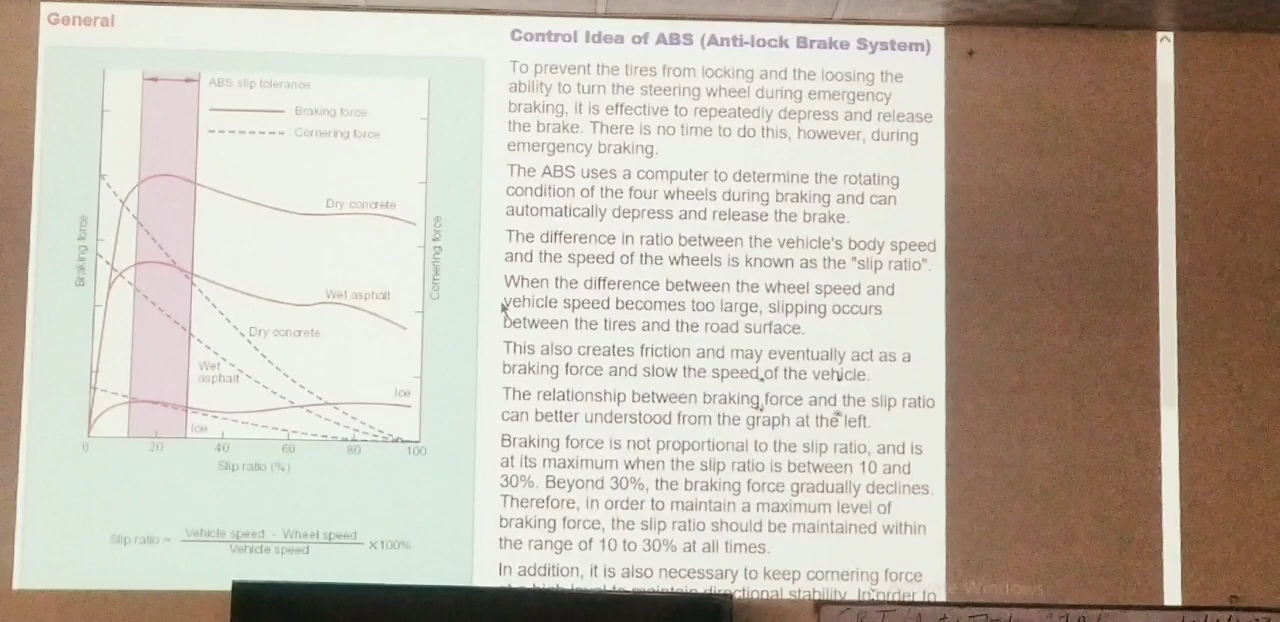 General
ABS slip tolerance
Braking force
Cornering force
Dry concrete
Wet asphalt
Dry concrete
Wet
asphalt
Ice
Ice
Braking force
Cornering force
0 20 40 60 80 100
Slip ratio (%)
Slip ratio = Vehicle speed - Wheel speed
Vehicle speed
X100%
Control Idea of ABS (Anti-lock Brake System)
To prevent the tires from locking and the loosing the
ability to turn the steering wheel during emergency
braking, it is effective to repeatedly depress and release
the brake. There is no time to do this, however, during
emergency braking.
The ABS uses a computer to determine the rotating
condition of the four wheels during braking and can
automatically depress and release the brake.
The difference in ratio between the vehicle's body speed
and the speed of the wheels is known as the "slip ratio".
When the difference between the wheel speed and
vehicle speed becomes too large, slipping occurs
between the tires and the road surface.
This also creates friction and may eventually act as a
braking force and slow the speed of the vehicle.
The relationship between braking force and the slip ratio
can better understood from the graph at the left.
Braking force is not proportional to the slip ratio, and is
at its maximum when the slip ratio is between 10 and
30%. Beyond 30%, the braking force gradually declines.
Therefore, in order to maintain a maximum level of
braking force, the slip ratio should be maintained within
the range of 10 to 30% at all times.
In addition, it is also necessary to keep cornering force
at a high level to maintain directional stability. In order to
Windows